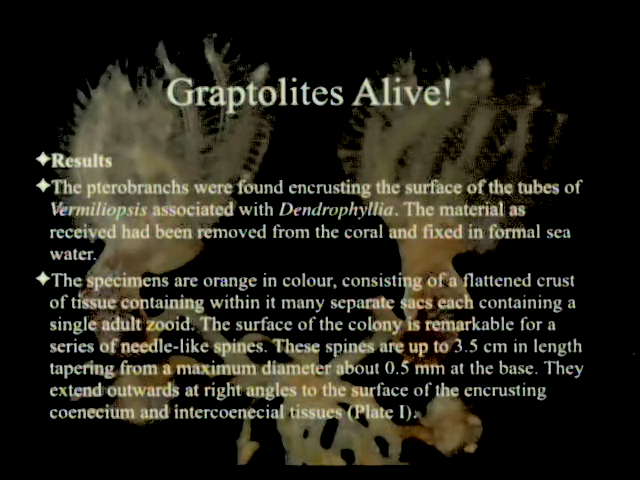 Graptolites Alive!
✦Results
✦The pterobranchs were found encrusting the surface of the tubes of
Vermiliopsis associated with Dendrophyllia. The material as
received had been removed from the coral and fixed in formal sea
water.
✦The specimens are orange in colour, consisting of a flattened crust
of tissue containing within it many separate sacs each containing a
single adult zooid. The surface of the colony is remarkable for a
series of needle-like spines. These spines are up to 3.5 cm in length
tapering from a maximum diameter about 0.5 mm at the base. They
extend outwards at right angles to the surface of the encrusting
coenecium and intercoenecial tissues (Plate I).